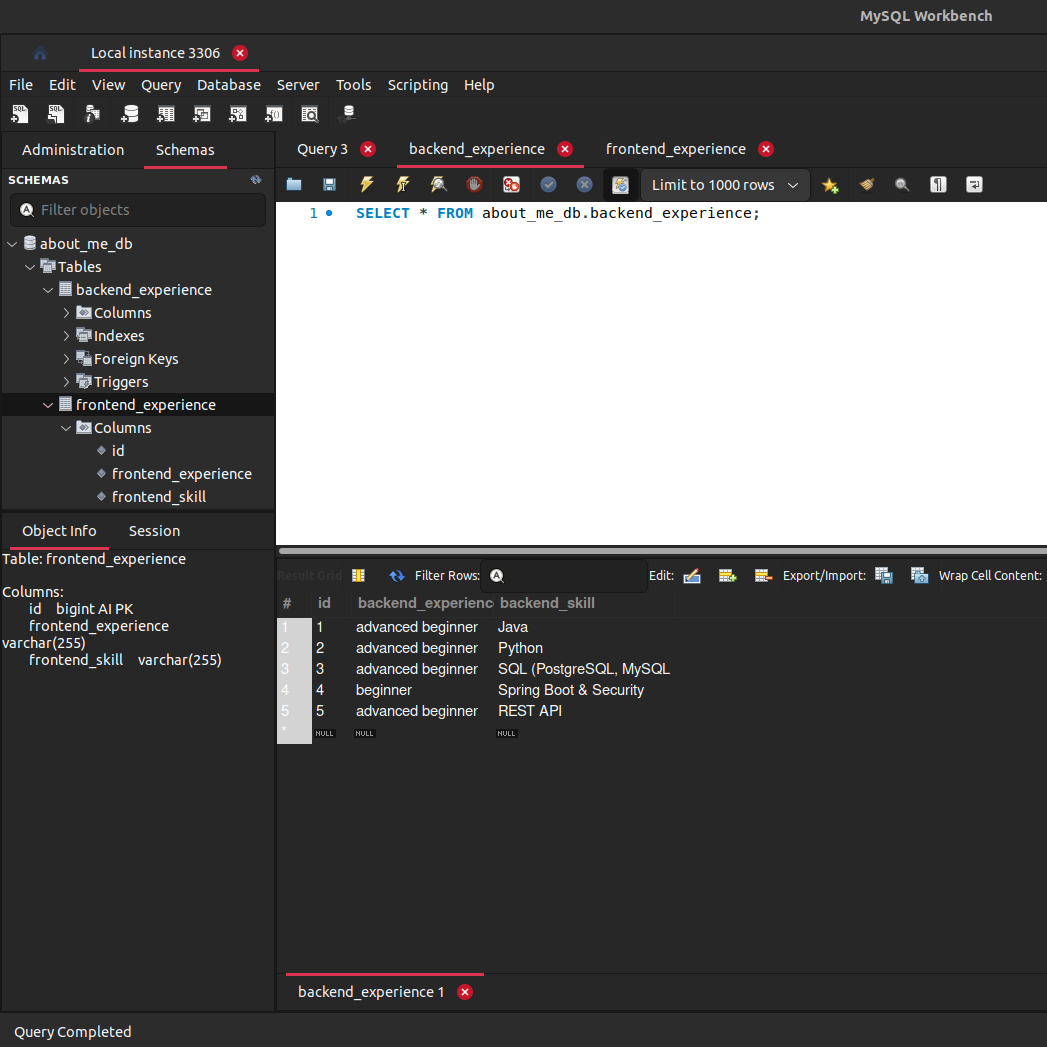 MySQL Workbench
Local instance 3306
File Edit View Query Database Server Tools Scripting Help
Administration Schemas
Query 3 backend_experience frontend_experience
SCHEMAS
Limit to 1000 rows
Filter objects
1 SELECT * FROM about_me_db.backend_experience;
about_me_db
Tables
backend_experience
Columns
Indexes
Foreign Keys
Triggers
frontend_experience
Columns
id
frontend_experience
frontend_skill
Object Info Session
Table: frontend_experience
Columns:
id bigint AI PK
frontend_experience
varchar(255)
frontend_skill varchar(255)
Result Grid Filter Rows: Edit: Export/Import: Wrap Cell Content:
# id backend_experienc backend_skill
1 1 advanced beginner Java
2 2 advanced beginner Python
3 3 advanced beginner SQL (PostgreSQL, MySQL
4 4 beginner Spring Boot & Security
5 5 advanced beginner REST API
* NULL NULL NULL
backend_experience 1
Query Completed